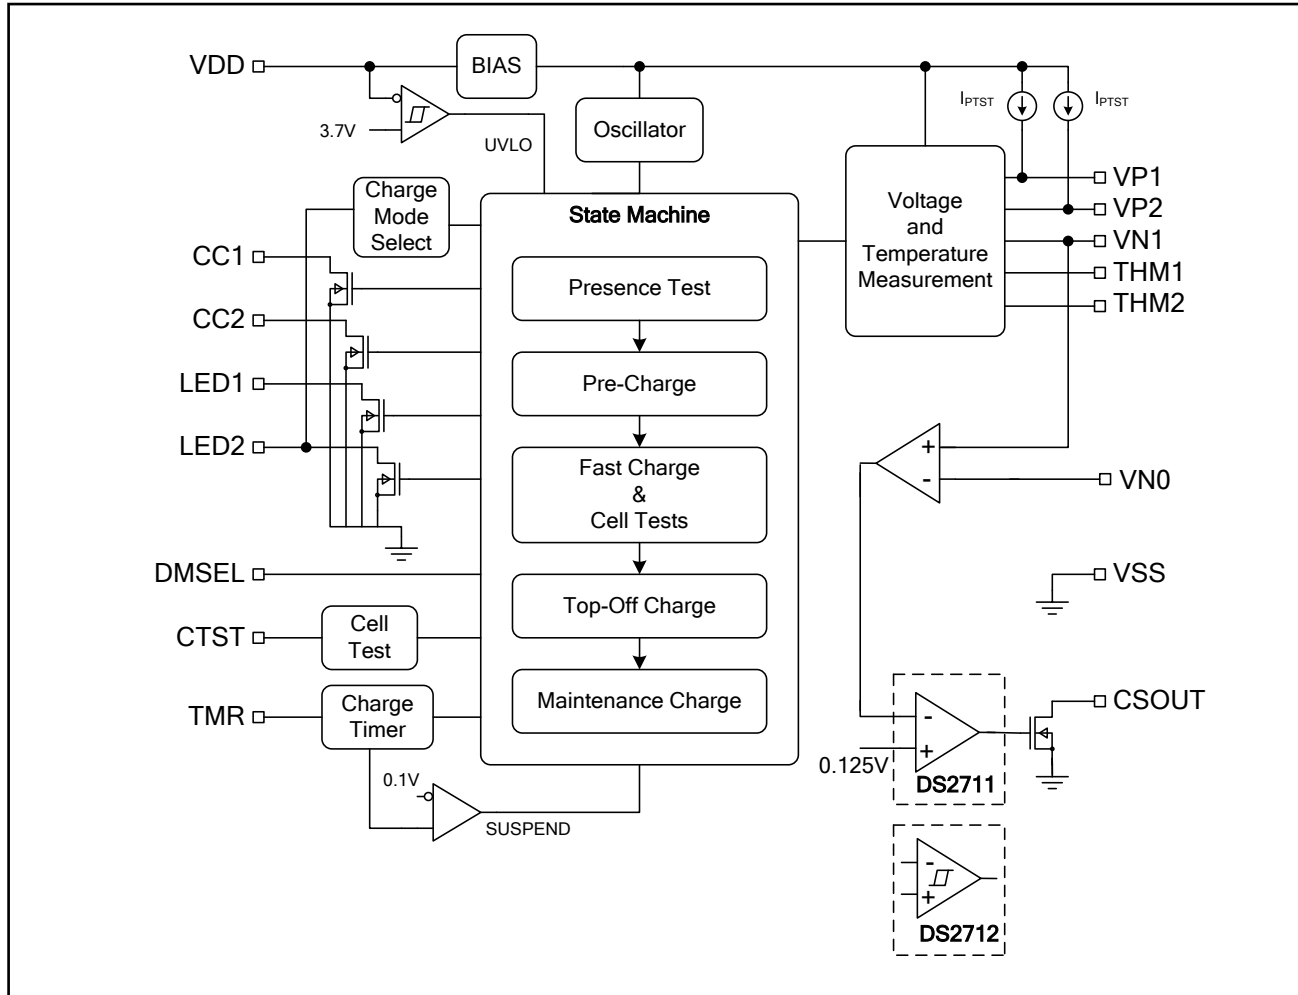 VDD
BIAS
IPTST
IPTST
3.7V
UVLO
Oscillator
Charge
Mode
Select
State Machine
Voltage
and
Temperature
Measurement
VP1
VP2
VN1
THM1
THM2
CC1
CC2
LED1
LED2
Presence Test
Pre-Charge
Fast Charge
&
Cell Tests
Top-Off Charge
Maintenance Charge
+
-
VN0
DMSEL
VSS
CTST
Cell
Test
TMR
Charge
Timer
0.1V
SUSPEND
CSOUT
-
+
0.125V
DS2711
-
+
DS2712